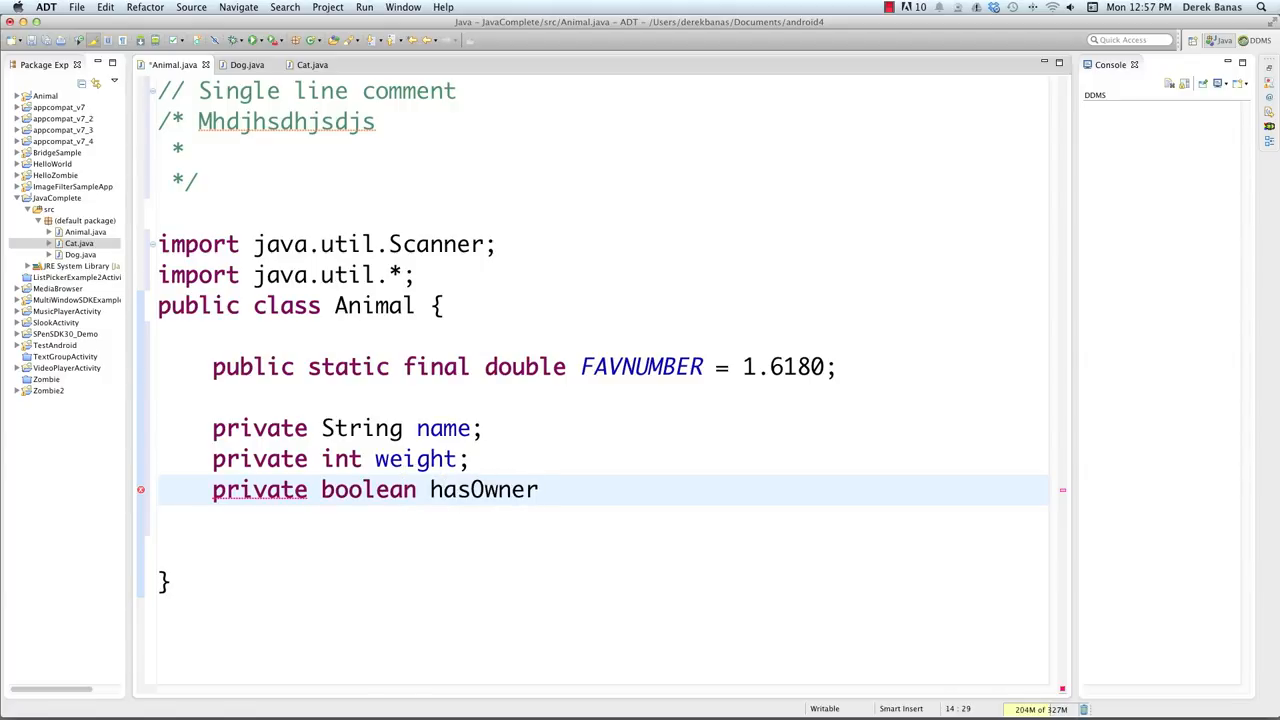 ADT File Edit Refactor Source Navigate Search Project Run Window Help 10 Mon 12:57 PM Derek Banas
Java - JavaComplete/src/Animal.java - ADT - /Users/derekbanas/Documents/android4
Quick Access Java DDMS
Package Exp *Animal.java Dog.java Cat.java Console
DDMS
Animal
appcompat_v7
appcompat_v7_2
appcompat_v7_3
appcompat_v7_4
BridgeSample
HelloWorld
HelloZombie
ImageFilterSampleApp
JavaComplete
src
(default package)
Animal.java
Cat.java
Dog.java
JRE System Library [Ja
ListPickerExample2Activi
MediaBrowser
MultiWindowSDKExample
MusicPlayerActivity
SlookActivity
SPenSDK30_Demo
TestAndroid
TextGroupActivity
VideoPlayerActivity
Zombie
Zombie2
// Single line comment
/* Mhdjhsdhjsdjs
*
*/
import java.util.Scanner;
import java.util.*;
public class Animal {
public static final double FAVNUMBER = 1.6180;
private String name;
private int weight;
private boolean hasOwner
}
Writable Smart Insert 14 : 29 204M of 327M